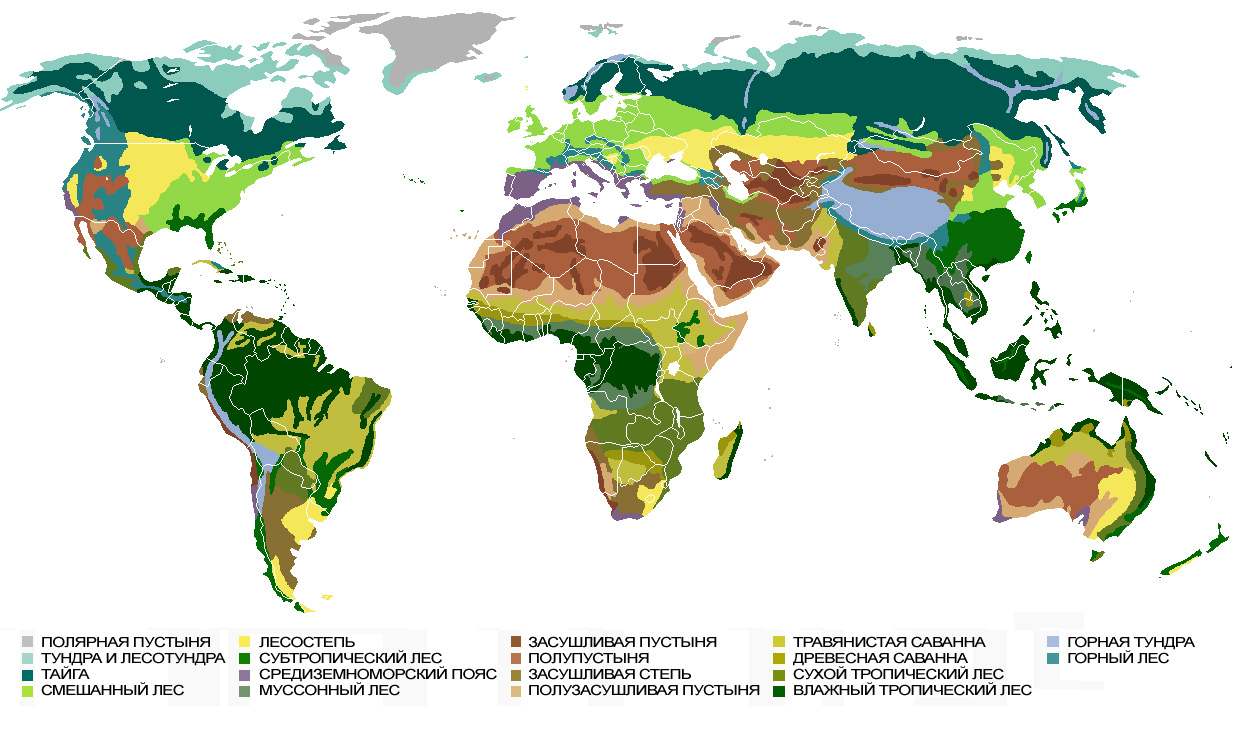 ПОЛЯРНАЯ ПУСТЫНЯ
ТУНДРА И ЛЕСОТУНДРА
ТАЙГА
СМЕШАННЫЙ ЛЕС
ЛЕСОСТЕПЬ
СУБТРОПИЧЕСКИЙ ЛЕС
СРЕДИЗЕМНОМОРСКИЙ ПОЯС
МУССОННЫЙ ЛЕС
ЗАСУШЛИВАЯ ПУСТЫНЯ
ПОЛУПУСТЫНЯ
ЗАСУШЛИВАЯ СТЕПЬ
ПОЛУЗАСУШЛИВАЯ ПУСТЫНЯ
ТРАВЯНИСТАЯ САВАННА
ДРЕВЕСНАЯ САВАННА
СУХОЙ ТРОПИЧЕСКИЙ ЛЕС
ВЛАЖНЫЙ ТРОПИЧЕСКИЙ ЛЕС
ГОРНАЯ ТУНДРА
ГОРНЫЙ ЛЕС